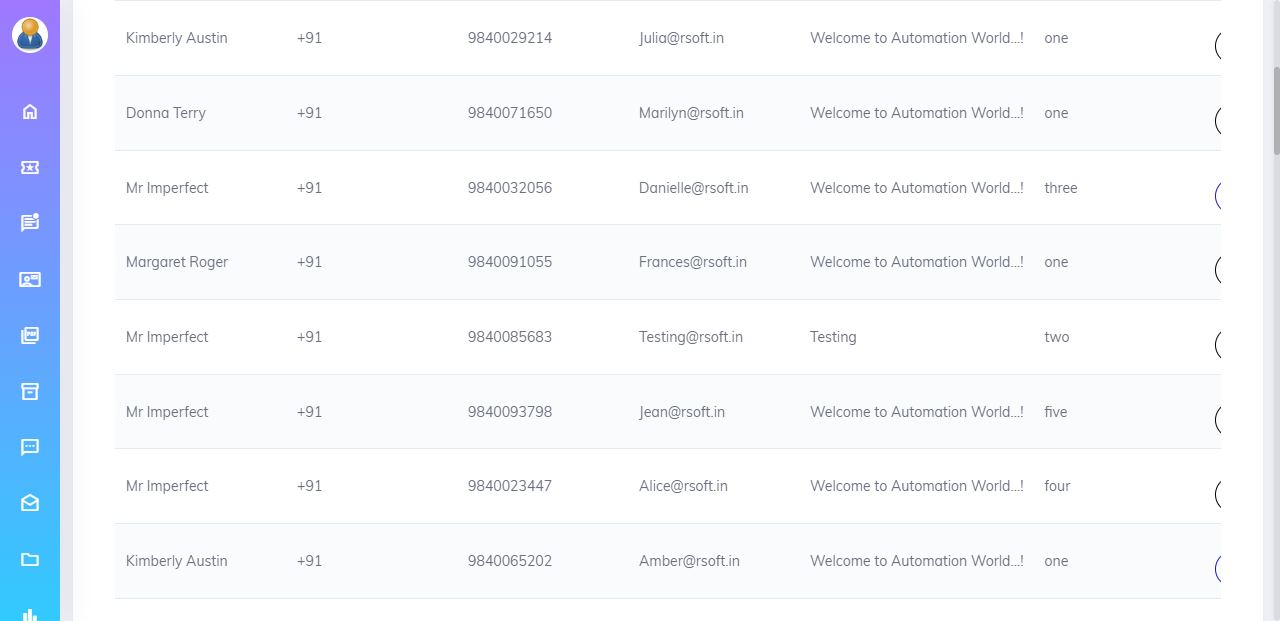 Kimberly Austin +91 9840029214 Julia@rsoft.in Welcome to Automation World...! one
Donna Terry +91 9840071650 Marilyn@rsoft.in Welcome to Automation World...! one
Mr Imperfect +91 9840032056 Danielle@rsoft.in Welcome to Automation World...! three
Margaret Roger +91 9840091055 Frances@rsoft.in Welcome to Automation World...! one
Mr Imperfect +91 9840085683 Testing@rsoft.in Testing two
Mr Imperfect +91 9840093798 Jean@rsoft.in Welcome to Automation World...! five
Mr Imperfect +91 9840023447 Alice@rsoft.in Welcome to Automation World...! four
Kimberly Austin +91 9840065202 Amber@rsoft.in Welcome to Automation World...! one